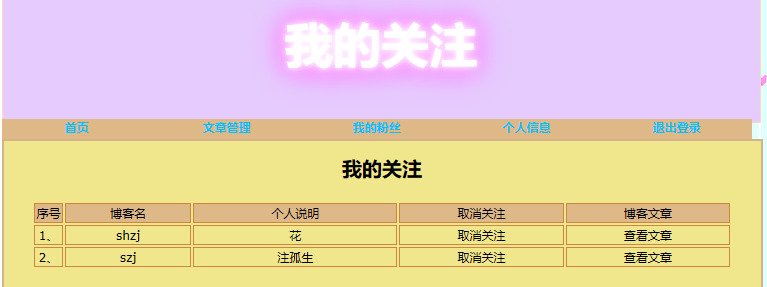 我的关注
首页 文章管理 我的粉丝 个人信息 退出登录
我的关注
序号 博客名 个人说明 取消关注 博客文章
1、 shzj 花 取消关注 查看文章
2、 szj 注孤生 取消关注 查看文章